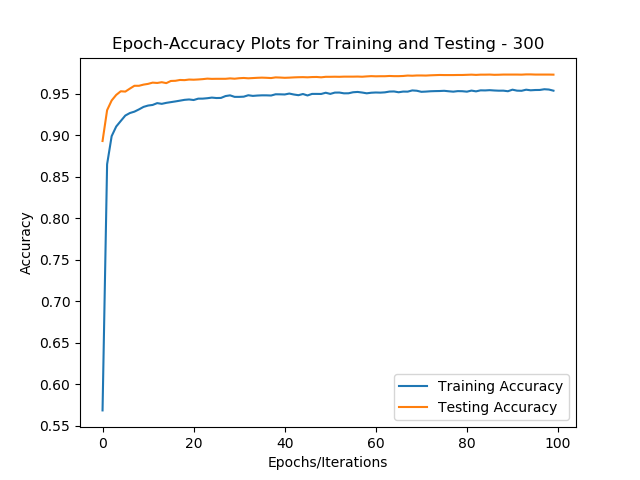 Epoch-Accuracy Plots for Training and Testing - 300
Accuracy
0.95
0.90
0.85
0.80
0.75
0.70
0.65
0.60
0.55
Training Accuracy
Testing Accuracy
0 20 40 60 80 100
Epochs/Iterations